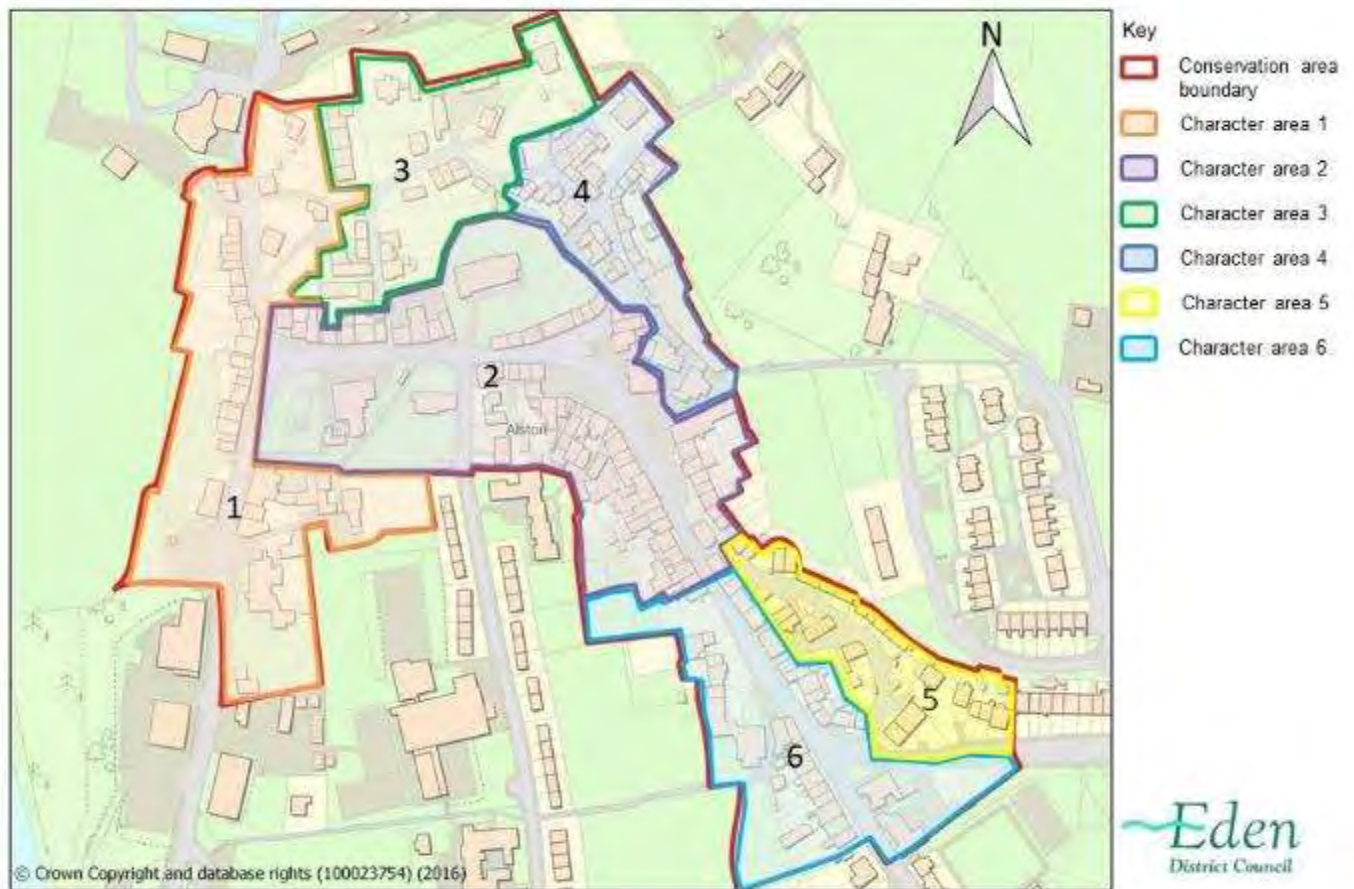 N
3
4
2
Alston
1
5
6
© Crown Copyright and database rights (100023754) (2016)
Key
Conservation area
boundary
Character area 1
Character area 2
Character area 3
Character area 4
Character area 5
Character area 6
Eden
District Council